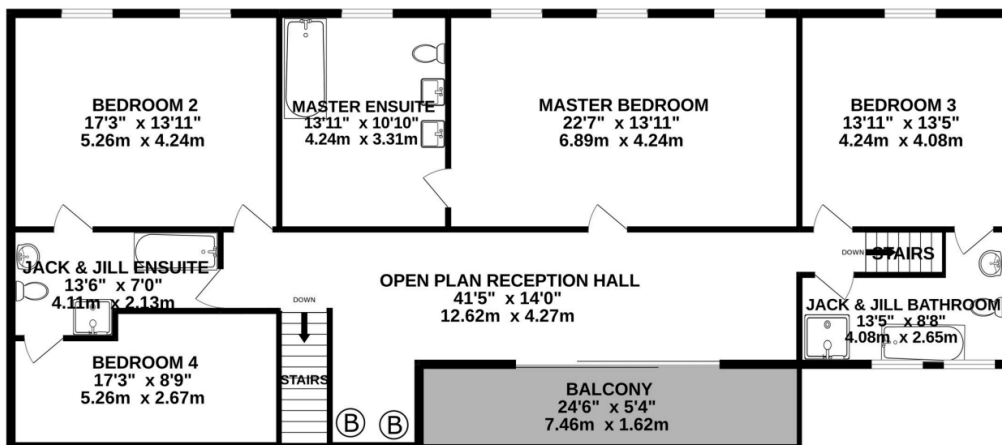 BEDROOM 2
17'3" x 13'11"
5.26m x 4.24m
MASTER ENSUITE
13'11" x 10'10"
4.24m x 3.31m
MASTER BEDROOM
22'7" x 13'11"
6.89m x 4.24m
BEDROOM 3
13'11" x 13'5"
4.24m x 4.08m
JACK & JILL ENSUITE
13'6" x 7'0"
4.11m x 2.13m
DOWN
STAIRS
OPEN PLAN RECEPTION HALL
41'5" x 14'0"
12.62m x 4.27m
DOWN
STAIRS
JACK & JILL BATHROOM
13'5" x 8'8"
4.08m x 2.65m
BEDROOM 4
17'3" x 8'9"
5.26m x 2.67m
B
B
BALCONY
24'6" x 5'4"
7.46m x 1.62m